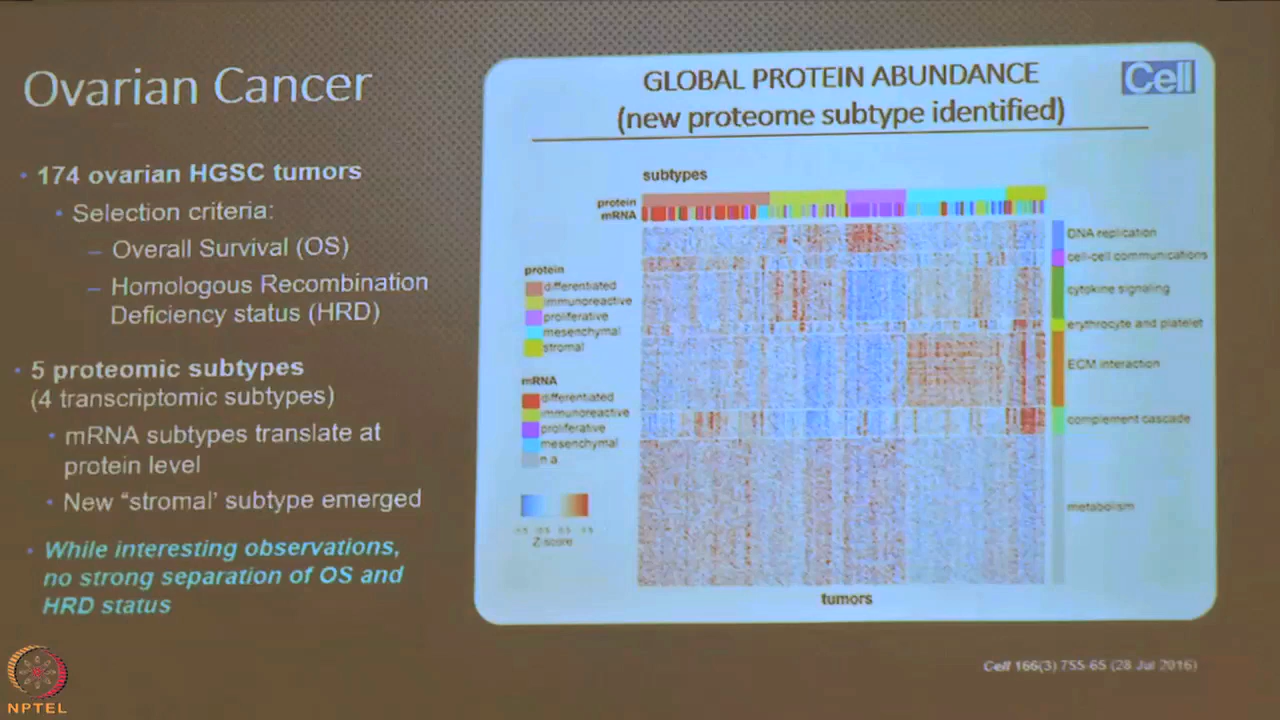 Ovarian Cancer
• 174 ovarian HGSC tumors
• Selection criteria:
– Overall Survival (OS)
– Homologous Recombination
Deficiency status (HRD)
• 5 proteomic subtypes
(4 transcriptomic subtypes)
• mRNA subtypes translate at
protein level
• New “stromal’ subtype emerged
• While interesting observations,
no strong separation of OS and
HRD status
GLOBAL PROTEIN ABUNDANCE
(new proteome subtype identified)
Cell
subtypes
protein
mRNA
protein
differentiated
immunoreactive
proliferative
mesenchymal
stromal
mRNA
differentiated
immunoreactive
proliferative
mesenchymal
n.a
Z-score
DNA replication
cell-cell communications
cytokine signaling
erythrocyte and platelet
ECM interaction
complement cascade
metabolism
tumors
Cell 166(3) 755-65 (28 Jul 2016)
NPTEL